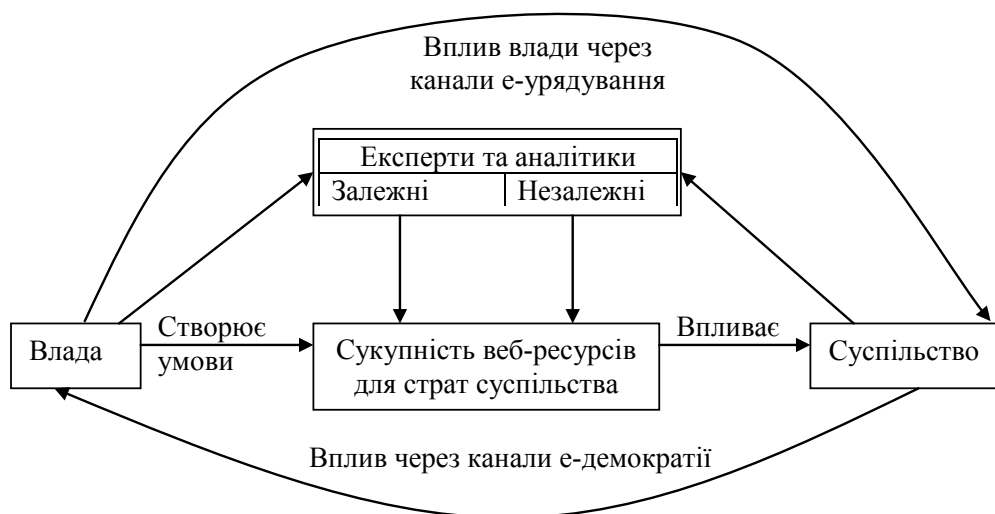 Вплив влади через
канали е-урядування
Експерти та аналітики
Залежні
Незалежні
Створює
умови
Влада
Сукупність веб-ресурсів
для страт суспільства
Впливає
Суспільство
Вплив через канали е-демократії